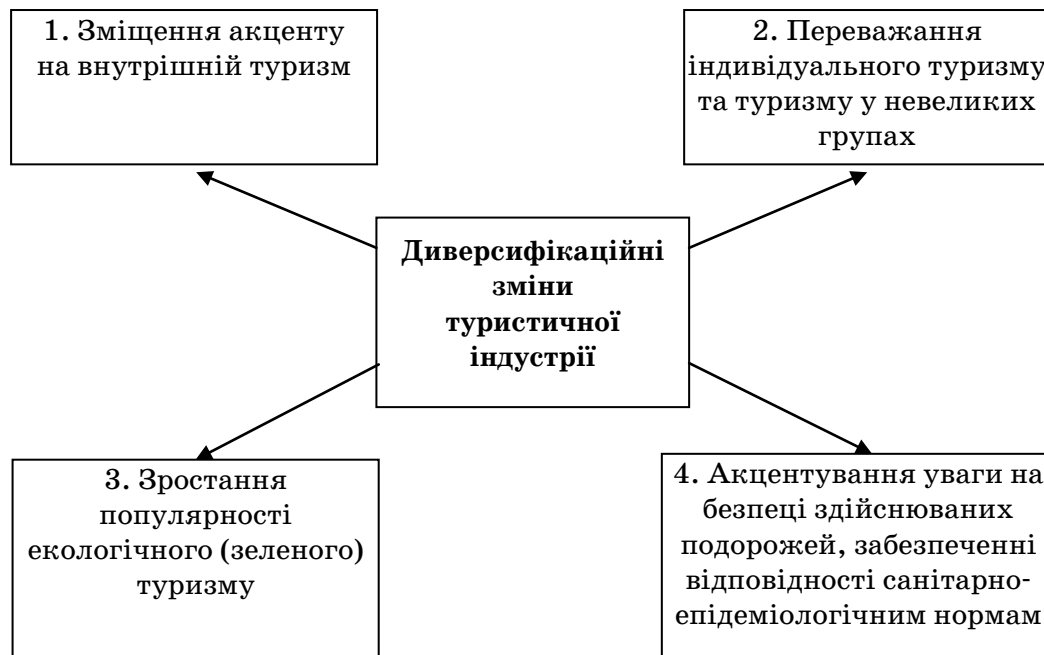 1. Зміщення акценту
на внутрішній туризм
2. Переважання
індивідуального туризму
та туризму у невеликих
групах
Диверсифікаційні
зміни
туристичної
індустрії
3. Зростання
популярності
екологічного (зеленого)
туризму
4. Акцентування уваги на
безпеці здійснюваних
подорожей, забезпеченні
відповідності санітарно-
епідеміологічним нормам